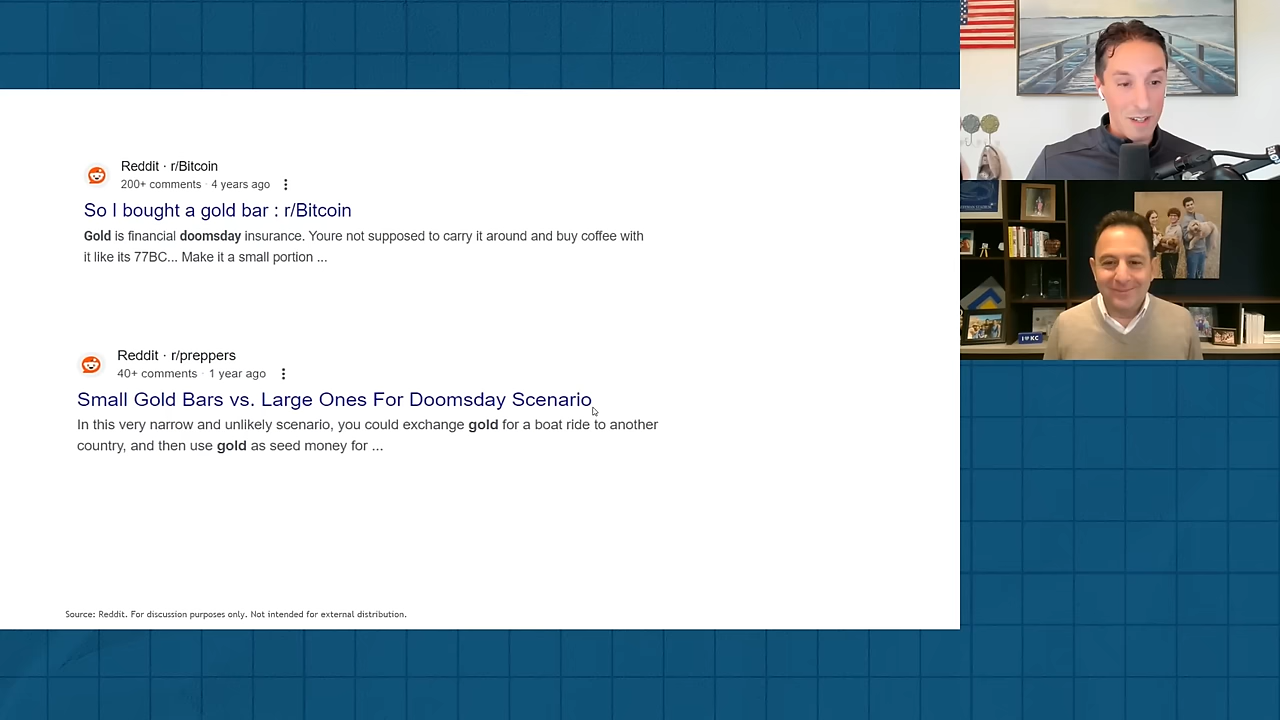 Reddit · r/Bitcoin
200+ comments · 4 years ago
So I bought a gold bar : r/Bitcoin
Gold is financial doomsday insurance. Youre not supposed to carry it around and buy coffee with
it like its 77BC... Make it a small portion ...
Reddit · r/preppers
40+ comments · 1 year ago
Small Gold Bars vs. Large Ones For Doomsday Scenario
In this very narrow and unlikely scenario, you could exchange gold for a boat ride to another
country, and then use gold as seed money for ...
Source: Reddit. For discussion purposes only. Not intended for external distribution.
I ♥ KC